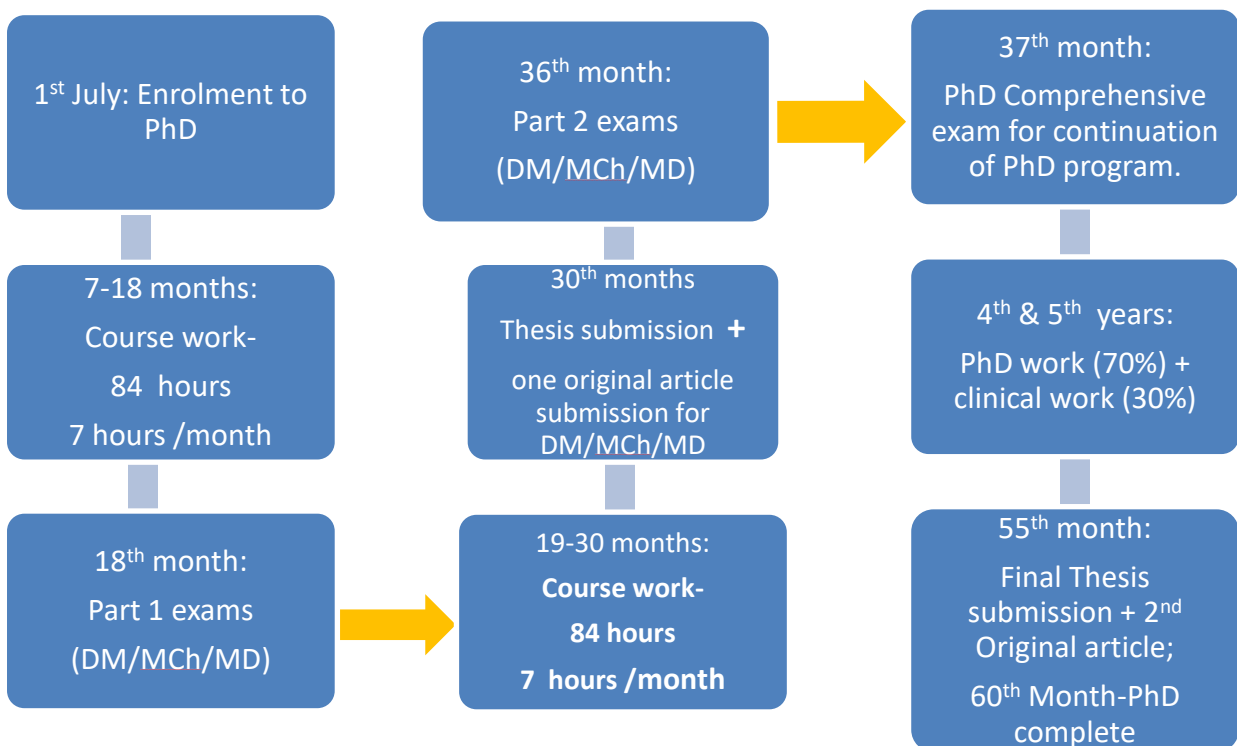 1st July: Enrolment to
PhD
7-18 months:
Course work-
84 hours
7 hours /month
18th month:
Part 1 exams
(DM/MCh/MD)
19-30 months:
Course work-
84 hours
7 hours /month
30th months
Thesis submission +
one original article
submission for
DM/MCh/MD
36th month:
Part 2 exams
(DM/MCh/MD)
37th month:
PhD Comprehensive
exam for continuation
of PhD program.
4th & 5th years:
PhD work (70%) +
clinical work (30%)
55th month:
Final Thesis
submission + 2nd
Original article;
60th Month-PhD
complete